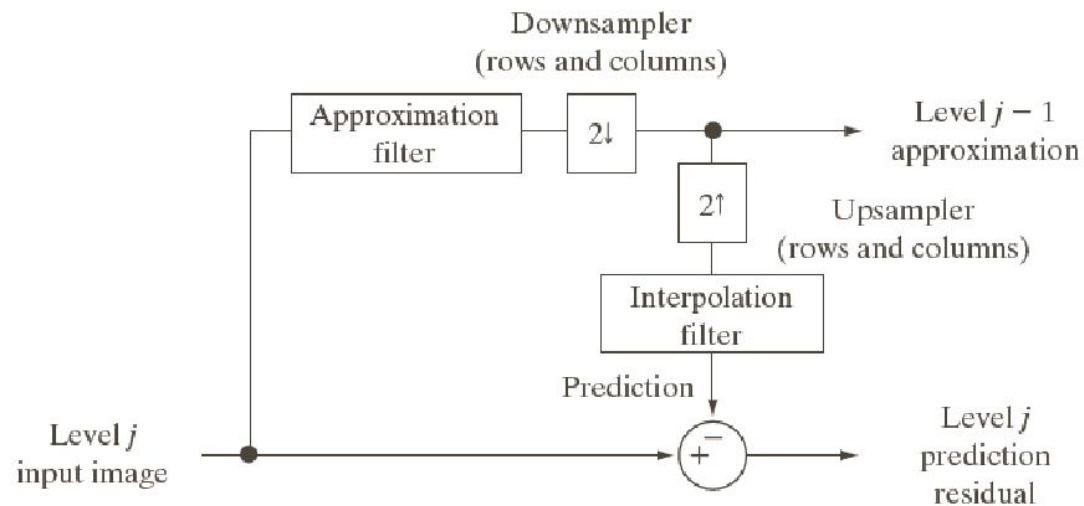 Downsampler
(rows and columns)
Approximation
filter
2↓
Level j − 1
approximation
2↑
Upsampler
(rows and columns)
Interpolation
filter
Prediction
Level j
input image
+
−
Level j
prediction
residual